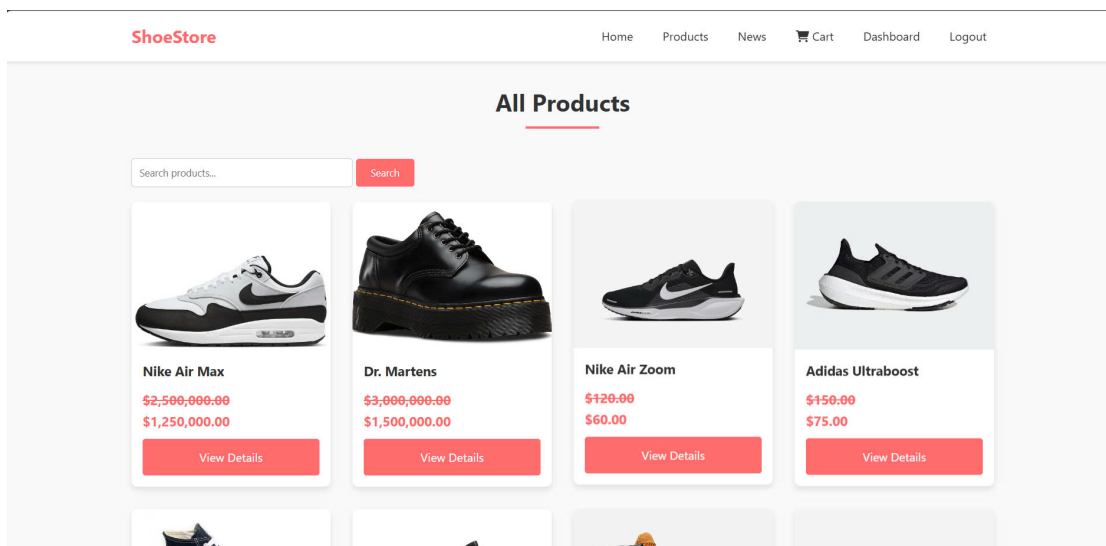 ShoeStore
Home Products News Cart Dashboard Logout
All Products
Search products...
Search
Nike Air Max
$2,500,000.00
$1,250,000.00
View Details
Dr. Martens
$3,000,000.00
$1,500,000.00
View Details
Nike Air Zoom
$120.00
$60.00
View Details
Adidas Ultraboost
$150.00
$75.00
View Details